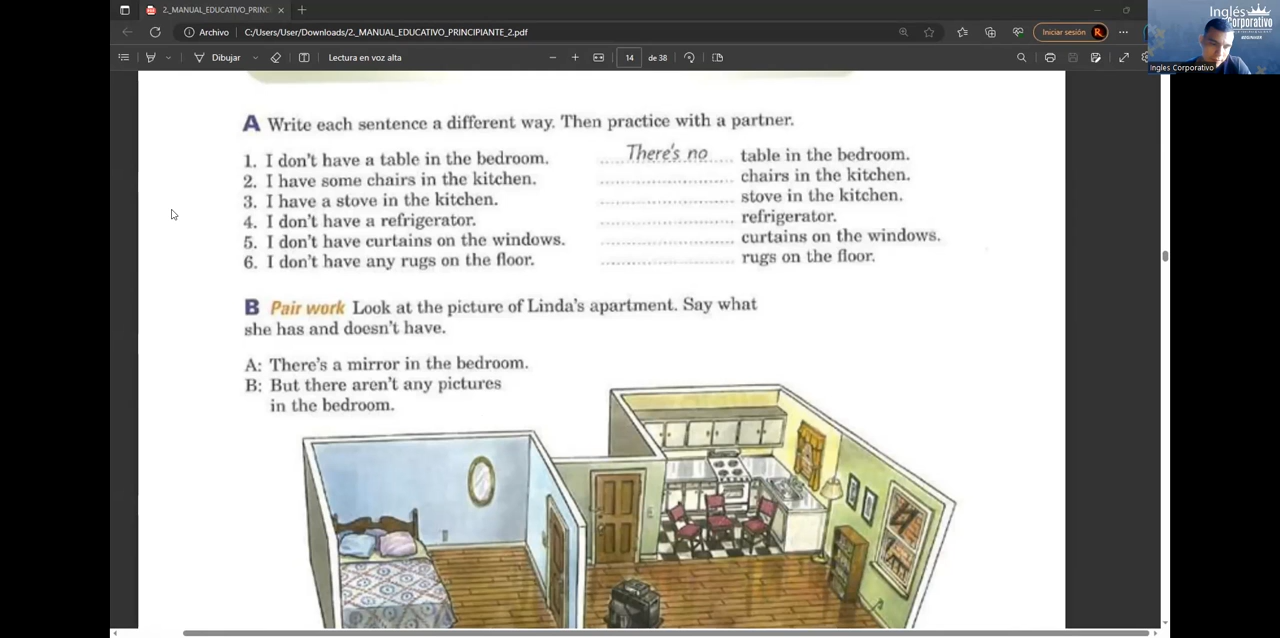 2._MANUAL_EDUCATIVO_PRINCI
Archivo
C:/Users/User/Downloads/2_MANUAL_EDUCATIVO_PRINCIPIANTE_2.pdf
Iniciar sesión
R
Dibujar
Lectura en voz alta
14 de 38
Inglés
Corporativo
Ingles Corporativo
A Write each sentence a different way. Then practice with a partner.
1. I don't have a table in the bedroom. There's no table in the bedroom.
2. I have some chairs in the kitchen. chairs in the kitchen.
3. I have a stove in the kitchen. stove in the kitchen.
4. I don't have a refrigerator. refrigerator.
5. I don't have curtains on the windows. curtains on the windows.
6. I don't have any rugs on the floor. rugs on the floor.
B Pair work Look at the picture of Linda's apartment. Say what
she has and doesn't have.
A: There's a mirror in the bedroom.
B: But there aren't any pictures
in the bedroom.